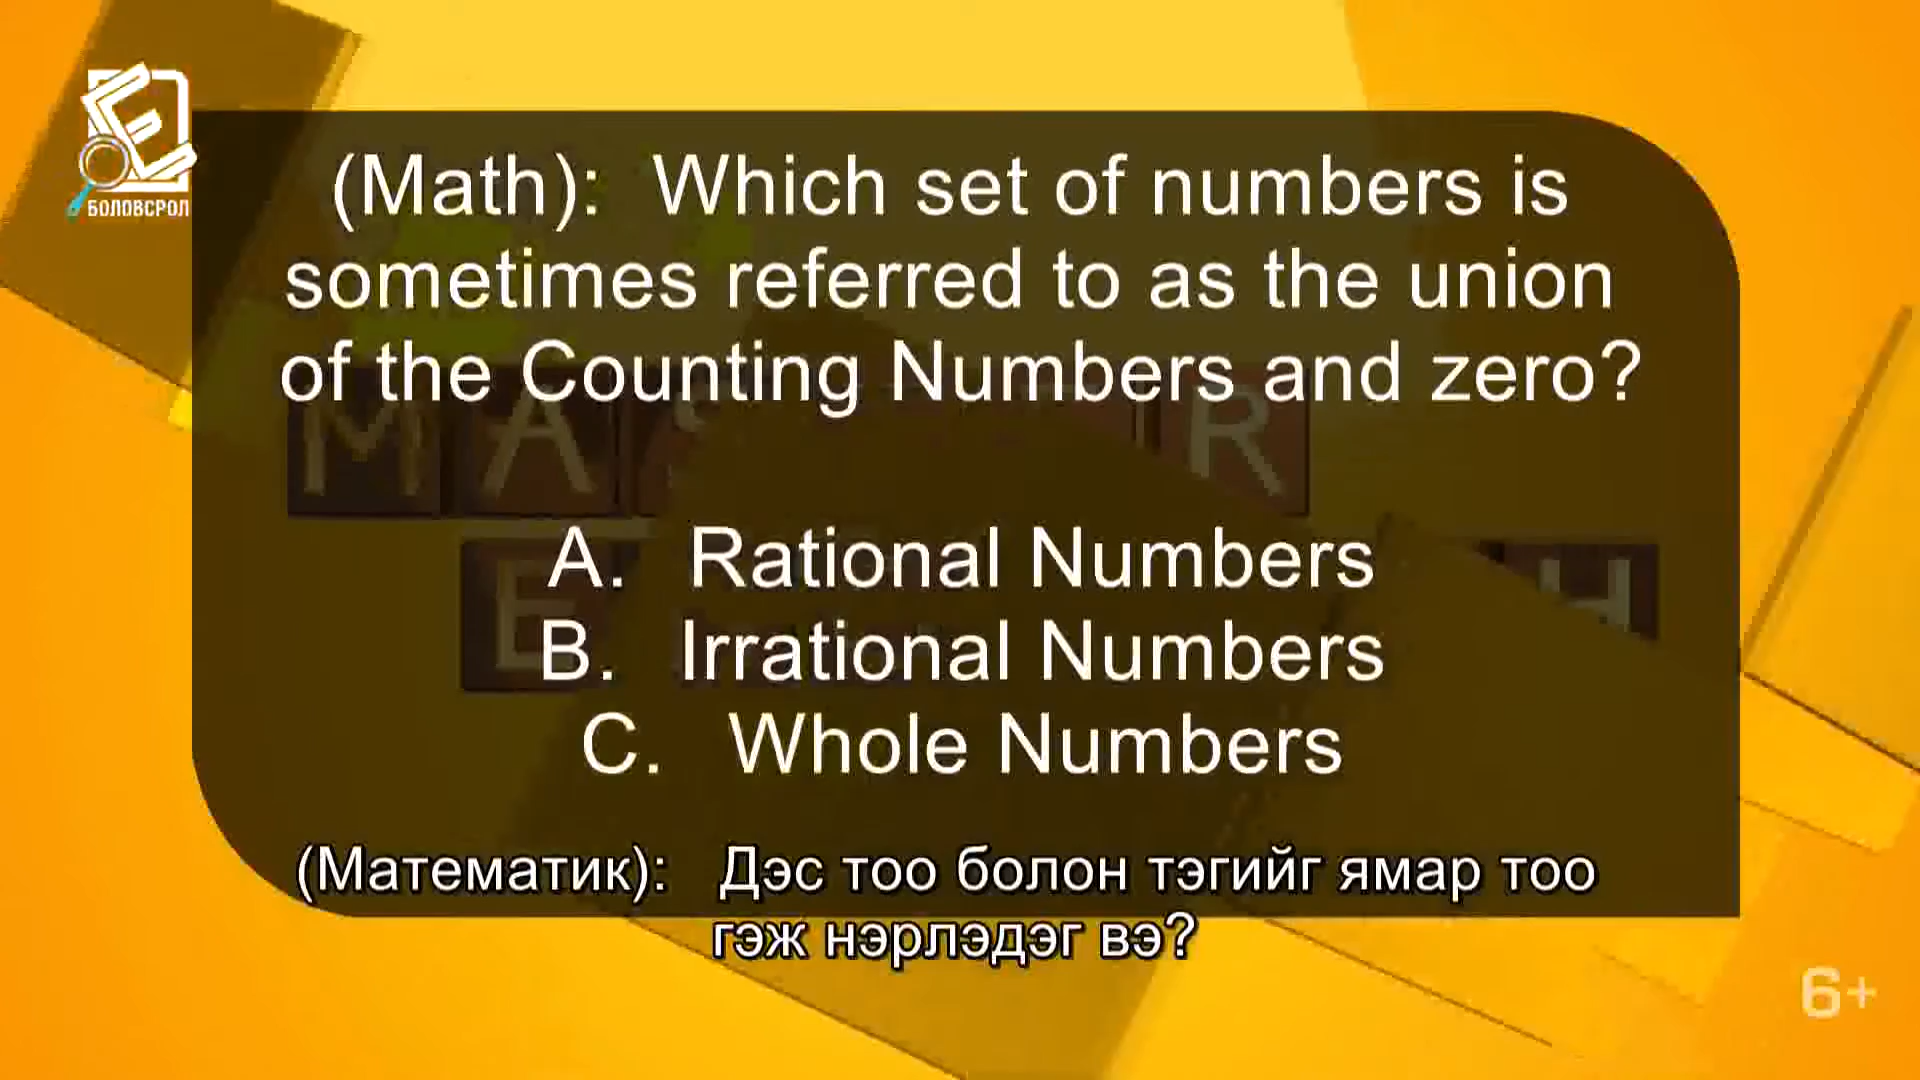 БОЛОВСРОЛ
(Math): Which set of numbers is
sometimes referred to as the union
of the Counting Numbers and zero?
M A S R
A. Rational Numbers
E H
B. Irrational Numbers
C. Whole Numbers
(Математик): Дэс тоо болон тэгийг ямар тоо
гэж нэрлэдэг вэ?
6+